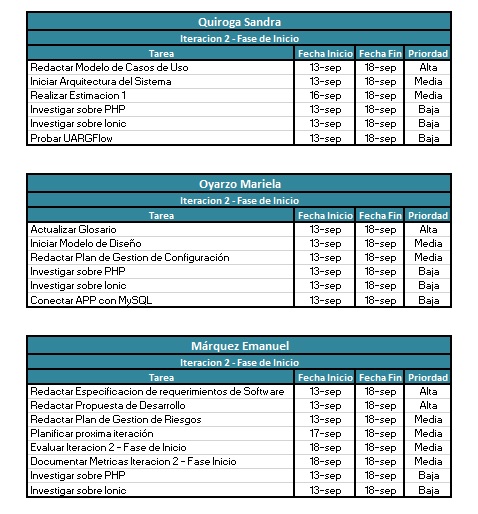 Quiroga Sandra
Iteracion 2 - Fase de Inicio
Tarea Fecha Inicio Fecha Fin Priordad
Redactar Modelo de Casos de Uso 13-sep 18-sep Alta
Iniciar Arquitectura del Sistema 13-sep 18-sep Media
Realizar Estimacion 1 16-sep 18-sep Media
Investigar sobre PHP 13-sep 18-sep Baja
Investigar sobre Ionic 13-sep 18-sep Baja
Probar UARGFlow 13-sep 18-sep Baja
Oyarzo Mariela
Iteracion 2 - Fase de Inicio
Tarea Fecha Inicio Fecha Fin Priordad
Actualizar Glosario 13-sep 18-sep Alta
Iniciar Modelo de Diseño 13-sep 18-sep Media
Redactar Plan de Gestion de Configuración 13-sep 18-sep Media
Investigar sobre PHP 13-sep 18-sep Baja
Investigar sobre Ionic 13-sep 18-sep Baja
Conectar APP con MySQL 13-sep 18-sep Baja
Márquez Emanuel
Iteracion 2 - Fase de Inicio
Tarea Fecha Inicio Fecha Fin Priordad
Redactar Especificacion de requerimientos de Software 13-sep 18-sep Alta
Redactar Propuesta de Desarrollo 13-sep 18-sep Alta
Redactar Plan de Gestion de Riesgos 13-sep 18-sep Media
Planificar proxima iteración 17-sep 18-sep Media
Evaluar Iteracion 2 - Fase de Inicio 18-sep 18-sep Media
Documentar Metricas Iteracion 2 - Fase Inicio 18-sep 18-sep Media
Investigar sobre PHP 13-sep 18-sep Baja
Investigar sobre Ionic 13-sep 18-sep Baja